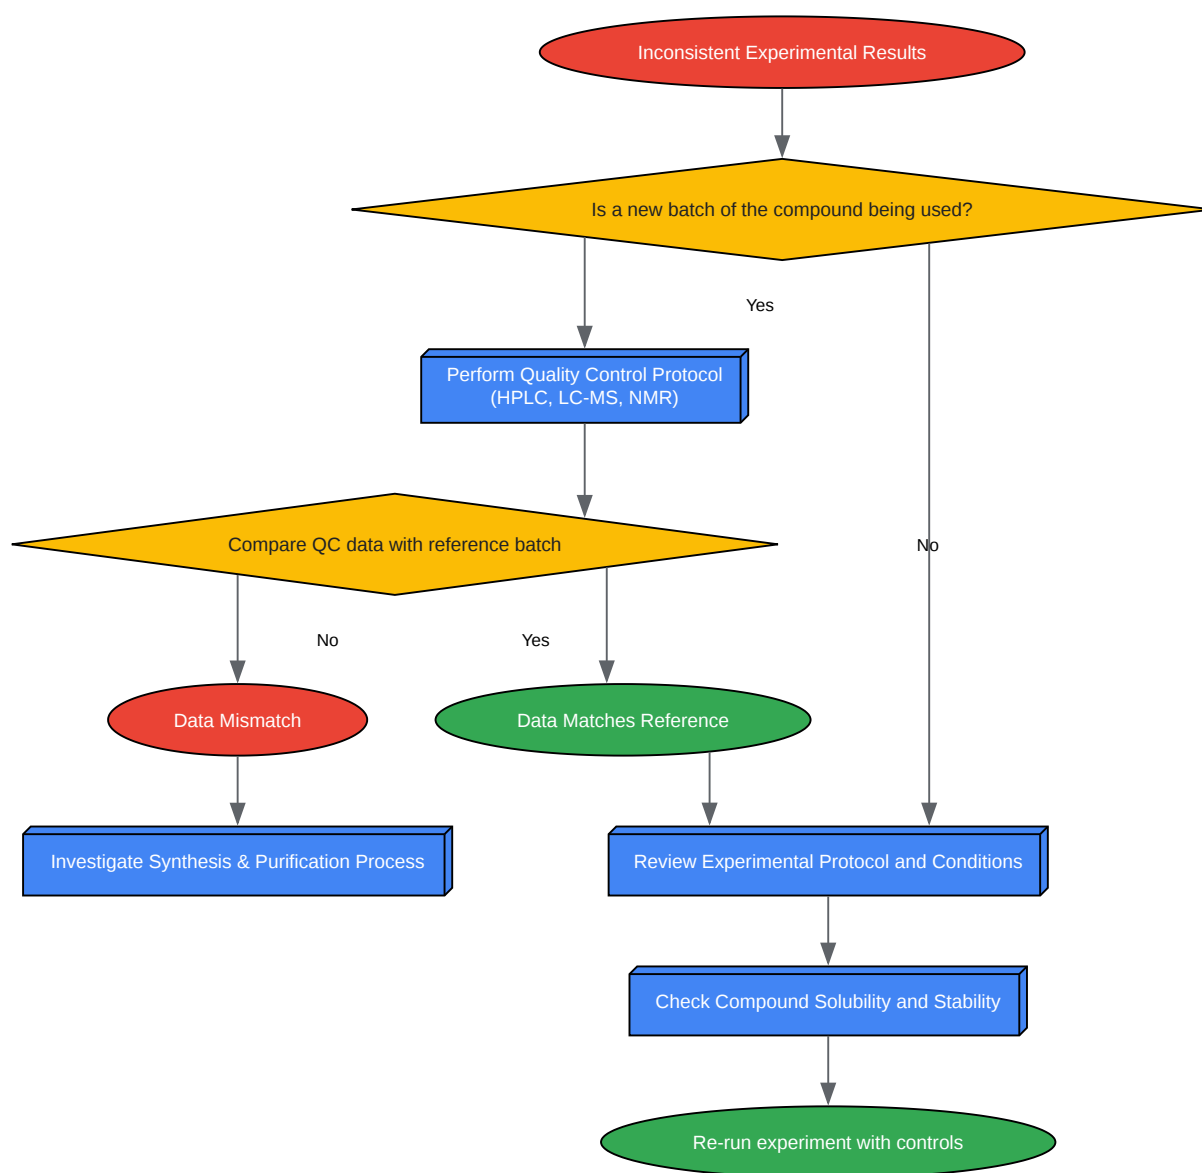 Inconsistent Experimental Results
Is a new batch of the compound being used?
Yes
Perform Quality Control Protocol
(HPLC, LC-MS, NMR)
Compare QC data with reference batch
No
No
Yes
Data Mismatch
Data Matches Reference
Investigate Synthesis & Purification Process
Review Experimental Protocol and Conditions
Check Compound Solubility and Stability
Re-run experiment with controls